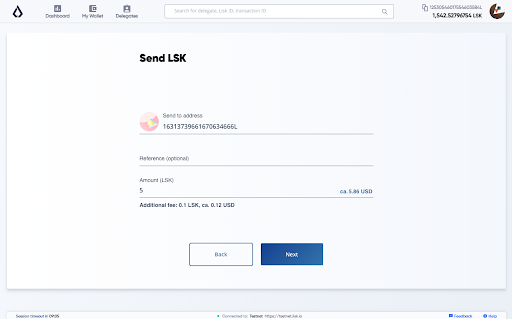 Dashboard
My Wallet
Delegates
Search for delegate, Lisk ID, transaction ID
1,542.52796754 LSK
Send LSK
Send to address
16313739661670634666L
Reference (optional)
Amount (LSK)
5
ca. 5.86 USD
Additional fee: 0.1 LSK, ca. 0.12 USD
Back
Next
Session timeout in 09:05
Connected to: Testnet https://testnet.lisk.io
Feedback
Help